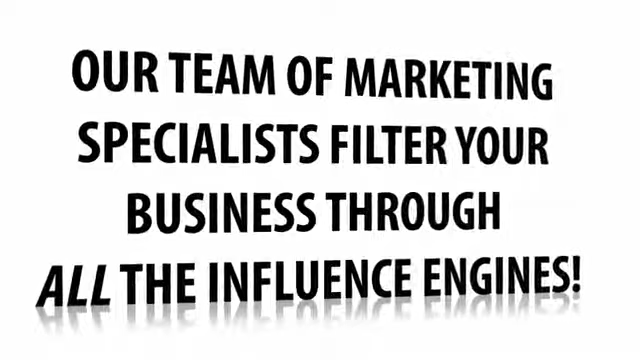 OUR TEAM OF MARKETING
SPECIALISTS FILTER YOUR
BUSINESS THROUGH
ALL THE INFLUENCE ENGINES!